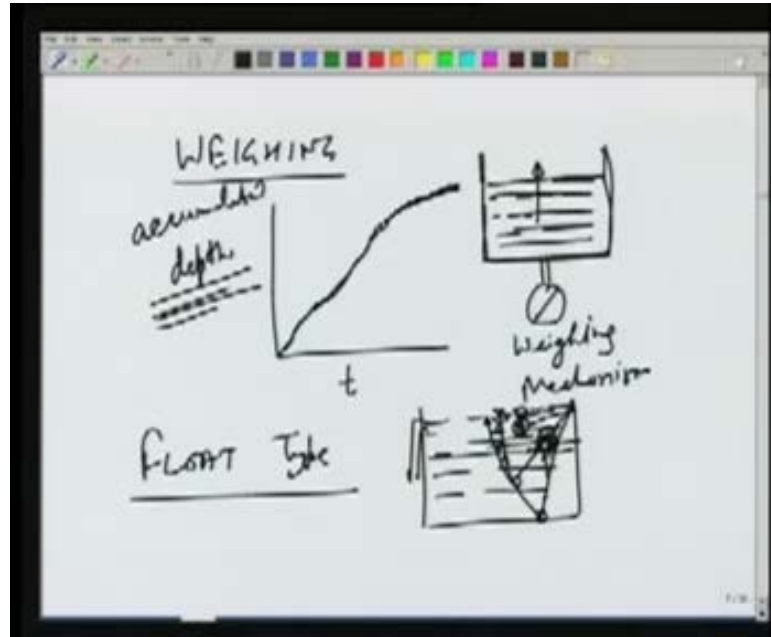 WEIGHING
accumulated
depth
t
Weighing
Mechanism
FLOAT Type